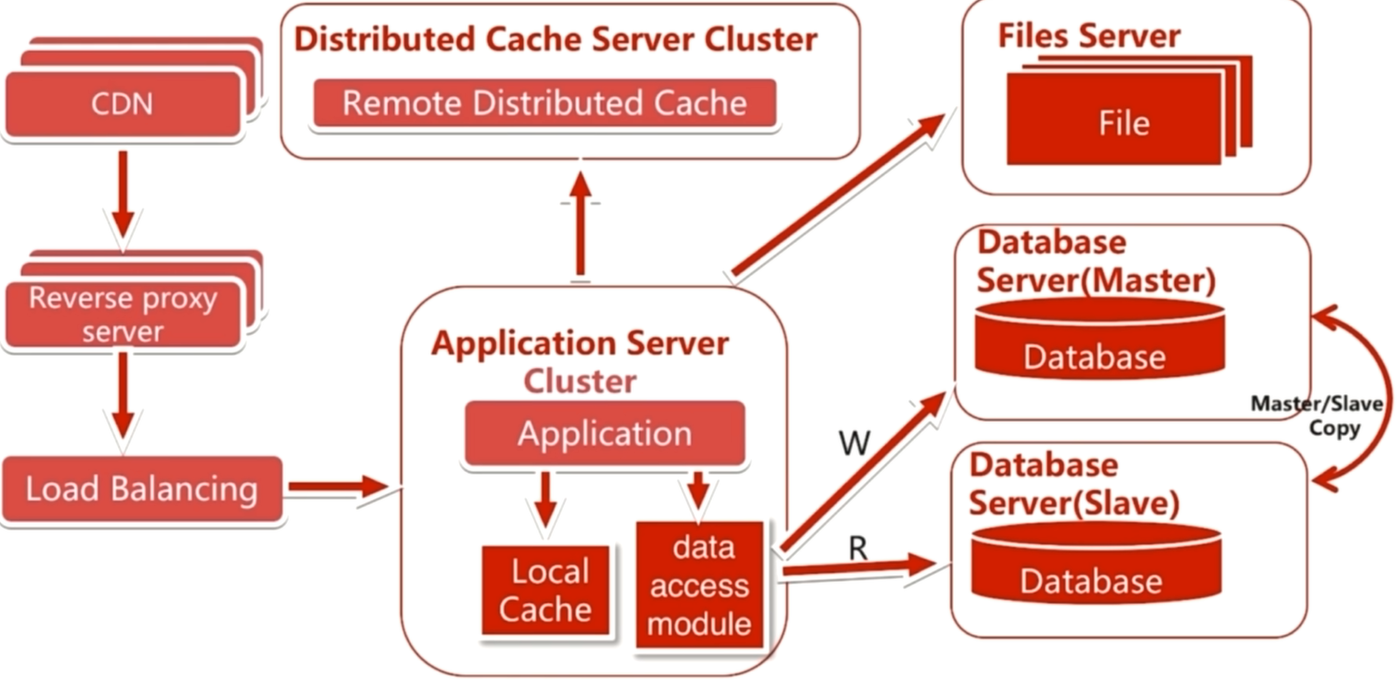 CDN
Reverse proxy
server
Load Balancing
Distributed Cache Server Cluster
Remote Distributed Cache
Application Server
Cluster
Application
Local
Cache
data
access
module
Files Server
File
W
R
Database
Server(Master)
Database
Master/Slave
Copy
Database
Server(Slave)
Database